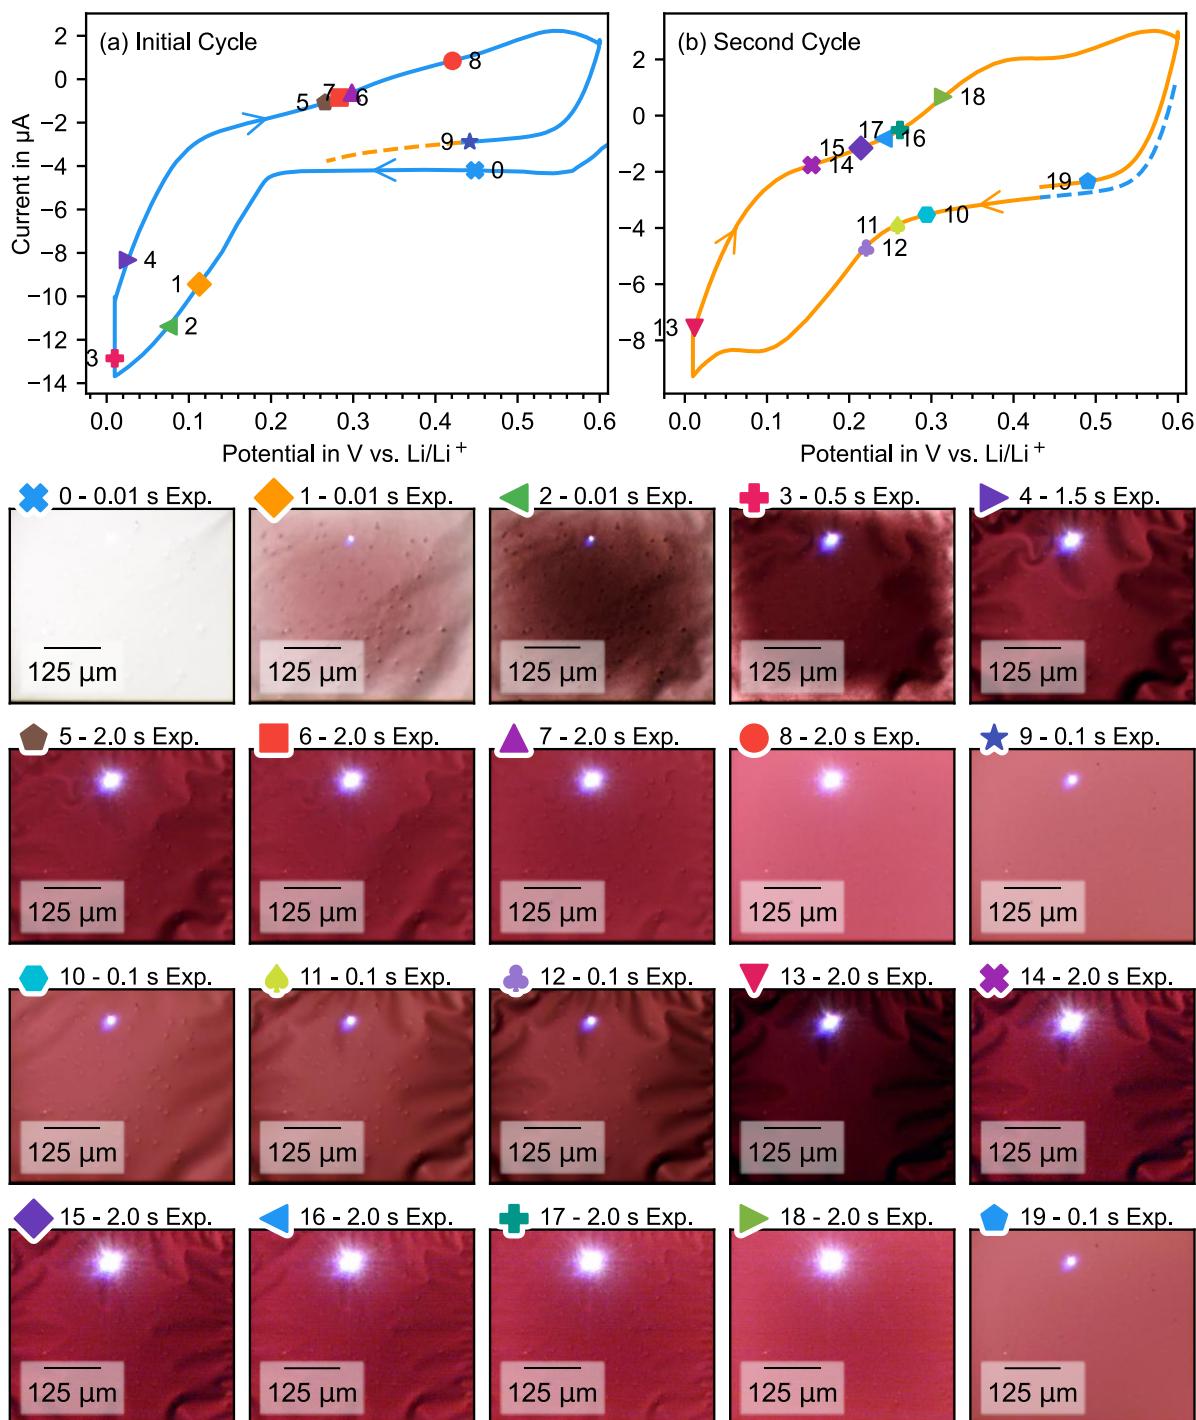 (a) Initial Cycle
2
0
−2
−4
−6
−8
−10
−12
−14
Current in µA
0.0 0.1 0.2 0.3 0.4 0.5 0.6
Potential in V vs. Li/Li⁺
0
1
2
3
4
5
7
6
8
9
(b) Second Cycle
2
0
−2
−4
−6
−8
0.0 0.1 0.2 0.3 0.4 0.5 0.6
Potential in V vs. Li/Li⁺
18
17
16
15
14
19
10
11
12
13
0 - 0.01 s Exp. 1 - 0.01 s Exp. 2 - 0.01 s Exp. 3 - 0.5 s Exp. 4 - 1.5 s Exp.
125 µm 125 µm 125 µm 125 µm 125 µm
5 - 2.0 s Exp. 6 - 2.0 s Exp. 7 - 2.0 s Exp. 8 - 2.0 s Exp. 9 - 0.1 s Exp.
125 µm 125 µm 125 µm 125 µm 125 µm
10 - 0.1 s Exp. 11 - 0.1 s Exp. 12 - 0.1 s Exp. 13 - 2.0 s Exp. 14 - 2.0 s Exp.
125 µm 125 µm 125 µm 125 µm 125 µm
15 - 2.0 s Exp. 16 - 2.0 s Exp. 17 - 2.0 s Exp. 18 - 2.0 s Exp. 19 - 0.1 s Exp.
125 µm 125 µm 125 µm 125 µm 125 µm